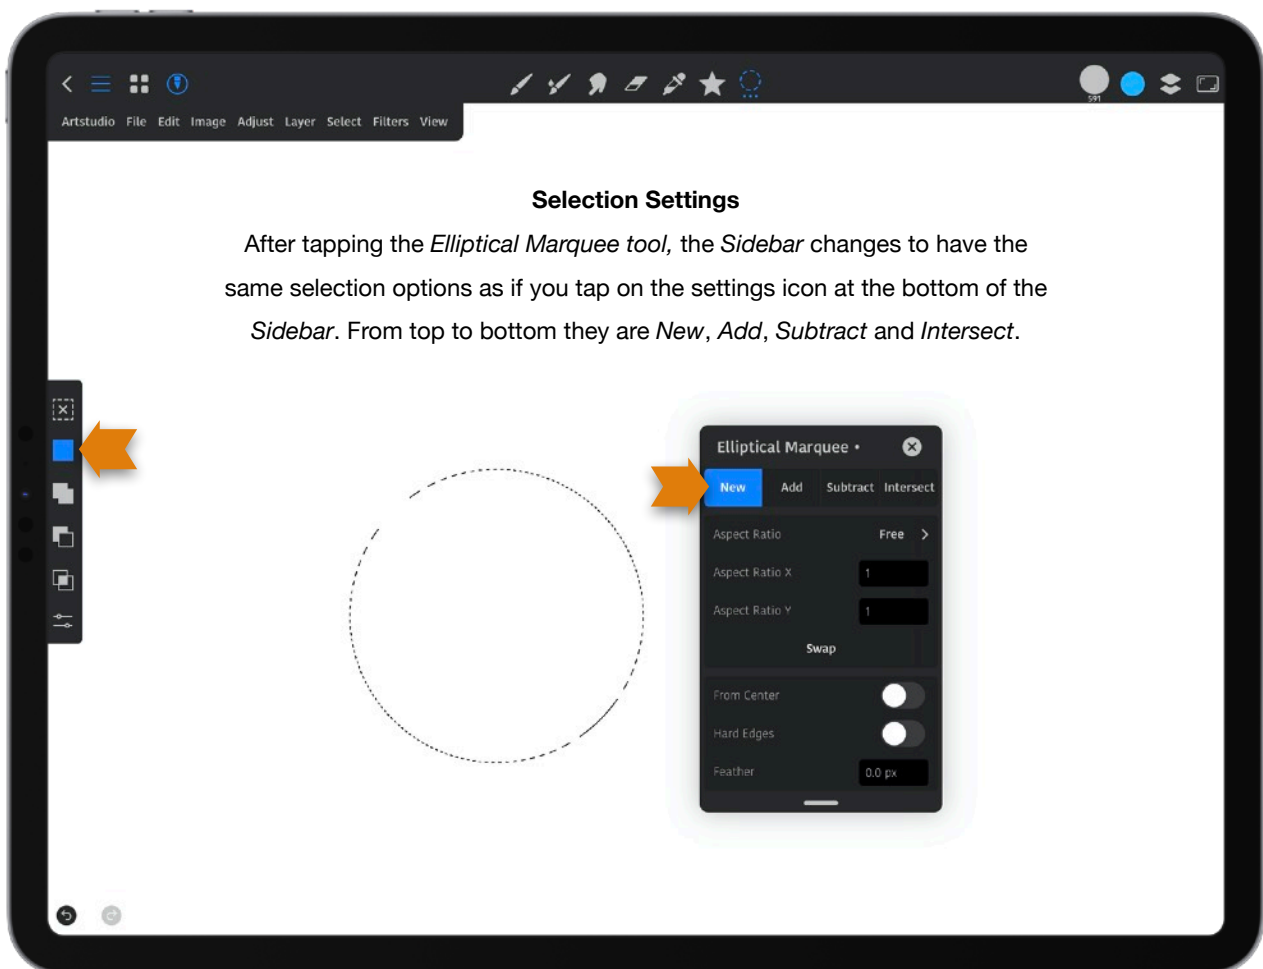 591
Artstudio File Edit Image Adjust Layer Select Filters View
Selection Settings
After tapping the Elliptical Marquee tool, the Sidebar changes to have the
same selection options as if you tap on the settings icon at the bottom of the
Sidebar. From top to bottom they are New, Add, Subtract and Intersect.
Elliptical Marquee •
New Add Subtract Intersect
Aspect Ratio Free >
Aspect Ratio X 1
Aspect Ratio Y 1
Swap
From Center
Hard Edges
Feather 0.0 px